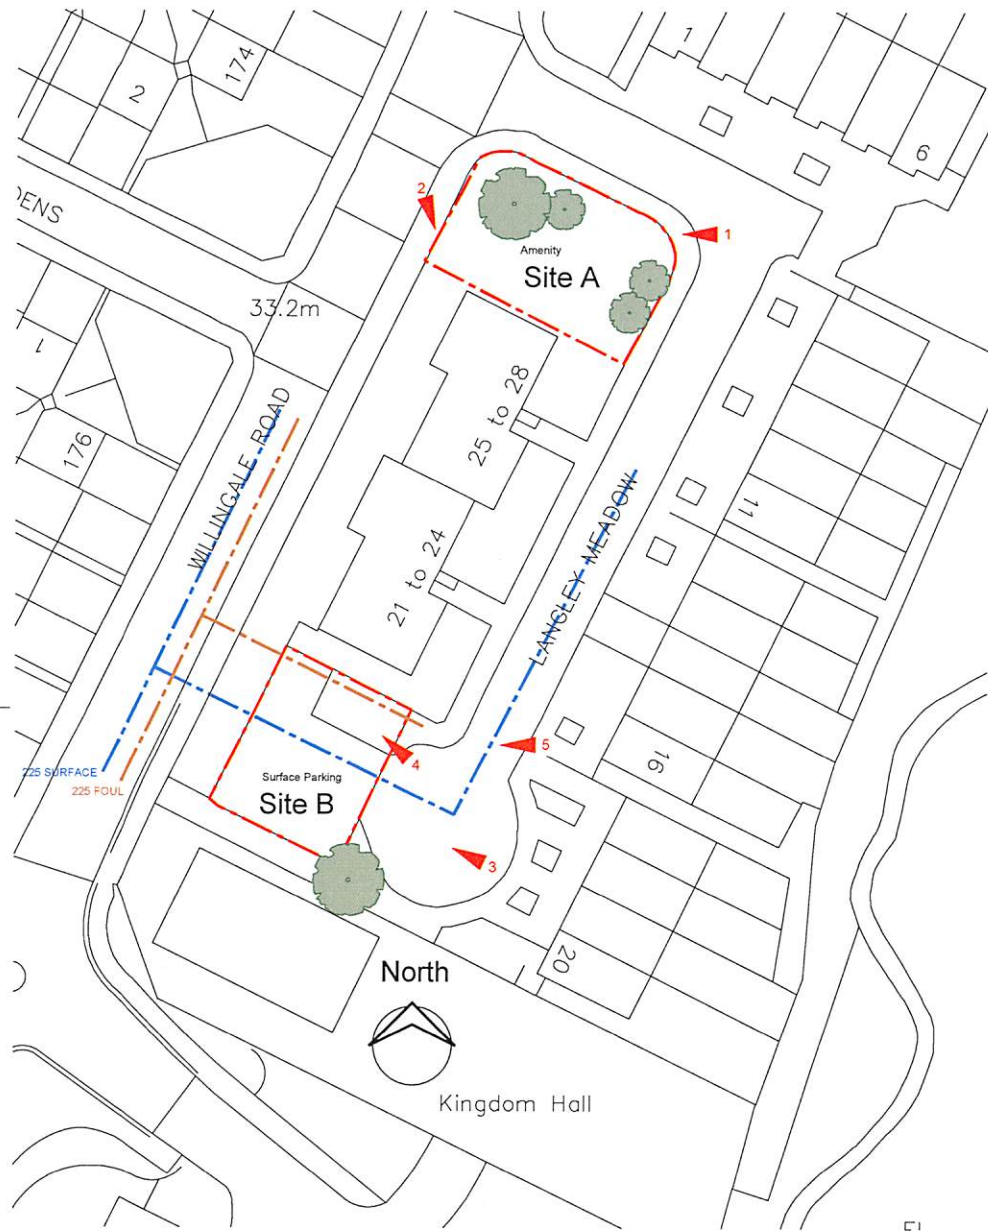 1
174
2
6
DENS
2
1
Amenity
Site A
33.2m
1
25 to 28
176
WILLINGALE ROAD
11
21 to 24
LANGLEY MEADOW
5
16
4
225 SURFACE
Surface Parking
225 FOUL
Site B
3
20
North
Kingdom Hall